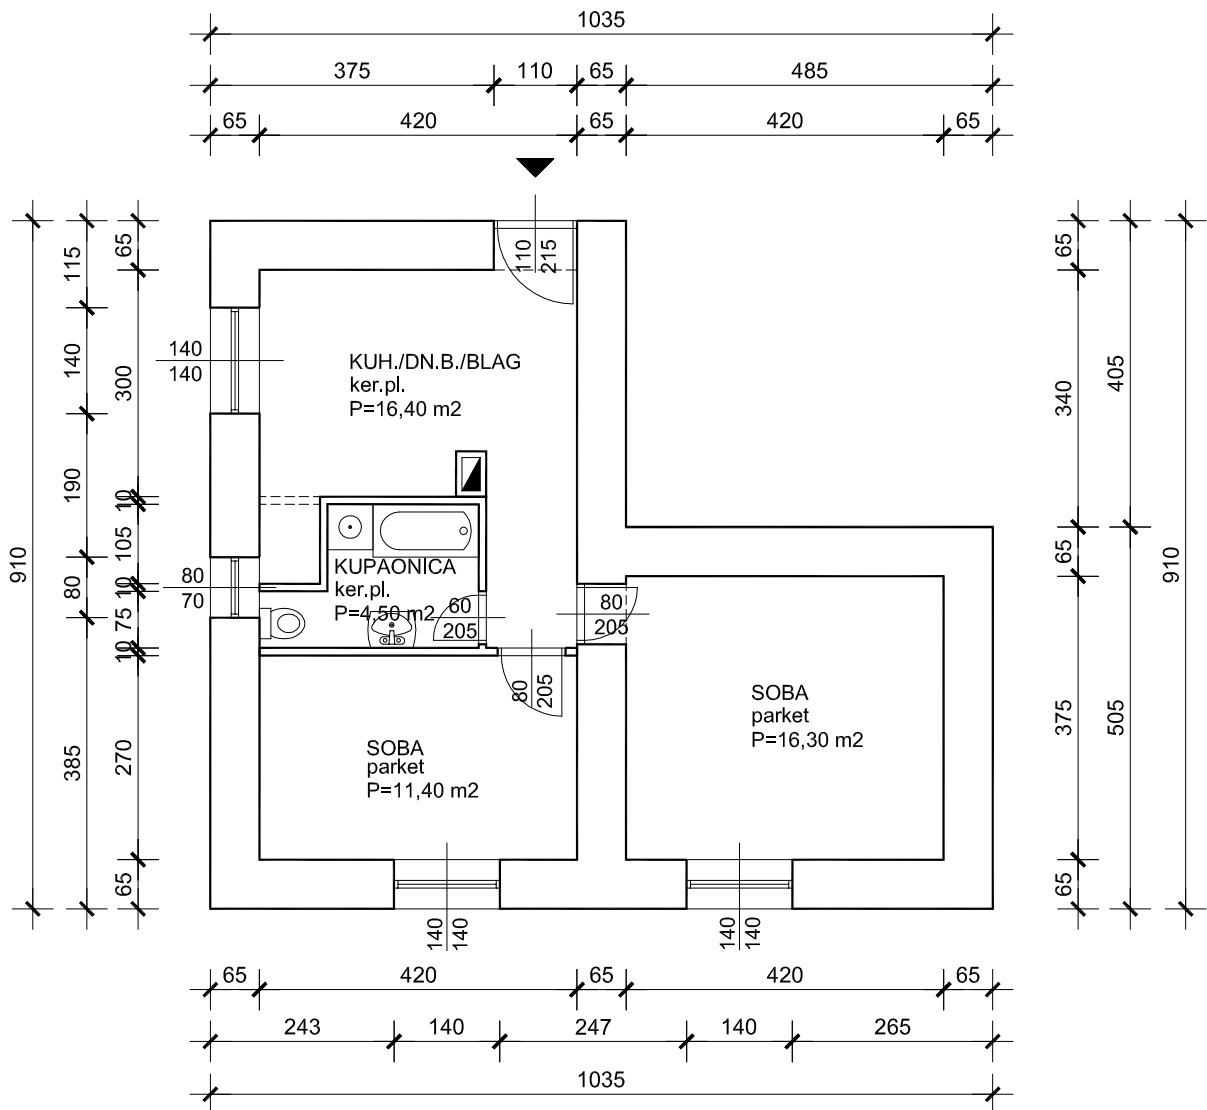 1035
375 110 65 485
65 420 65 420 65
110
215
65
115
140
300
190
10
105
80
10
75
10
385
270
65
910
65
405
340
65
910
375
505
65
140
140
KUH./DN.B./BLAG
ker.pl.
P=16,40 m2
80
70
KUPAONICA
ker.pl.
P=4,50 m2
60
205
80
205
80
205
SOBA
parket
P=16,30 m2
SOBA
parket
P=11,40 m2
140
140
140
140
65 420 65 420 65
243 140 247 140 265
1035